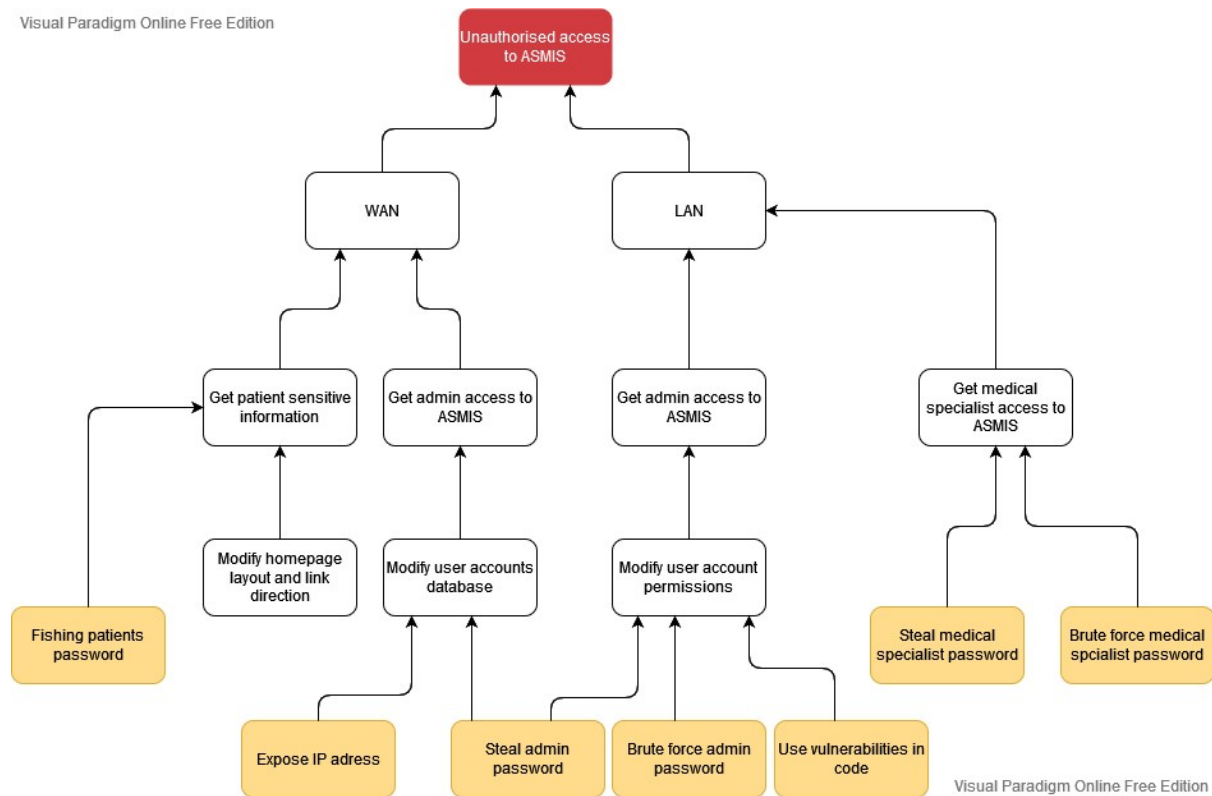 Visual Paradigm Online Free Edition
Unauthorised access
to ASMIS
WAN
LAN
Get patient sensitive
information
Get admin access to
ASMIS
Get admin access to
ASMIS
Get medical
specialist access to
ASMIS
Modify homepage
layout and link
direction
Modify user accounts
database
Modify user account
permissions
Fishing patients
password
Steal medical
specialist password
Brute force medical
spcialist password
Expose IP adress
Steal admin
password
Brute force admin
password
Use vulnerabilities in
code
Visual Paradigm Online Free Edition